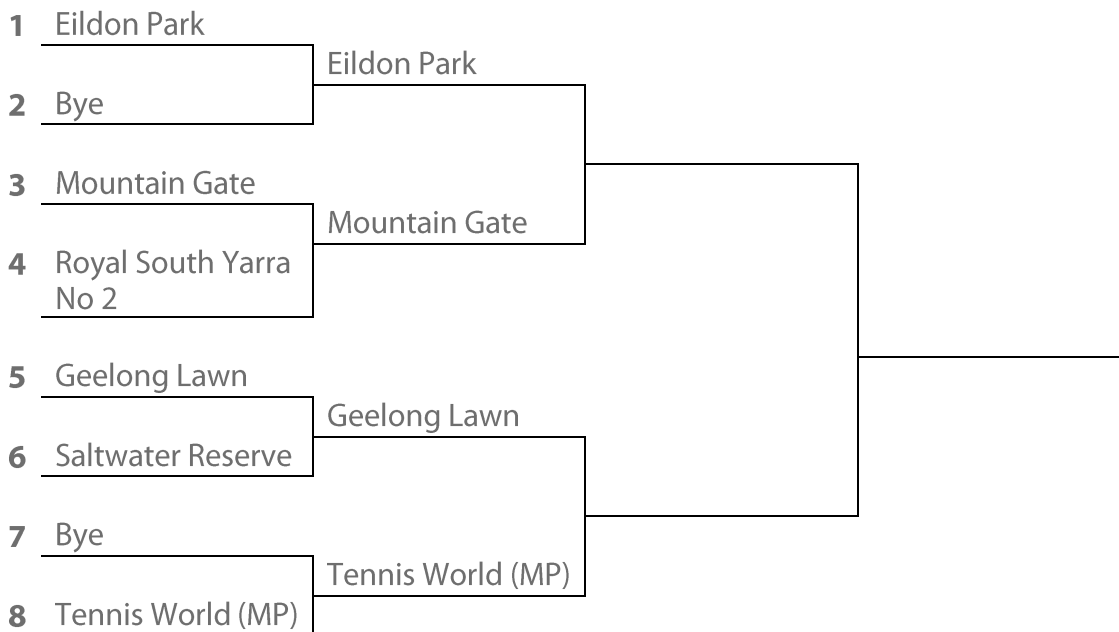 1 Eildon Park
Eildon Park
2 Bye
3 Mountain Gate
Mountain Gate
4 Royal South Yarra
No 2
5 Geelong Lawn
Geelong Lawn
6 Saltwater Reserve
7 Bye
Tennis World (MP)
8 Tennis World (MP)